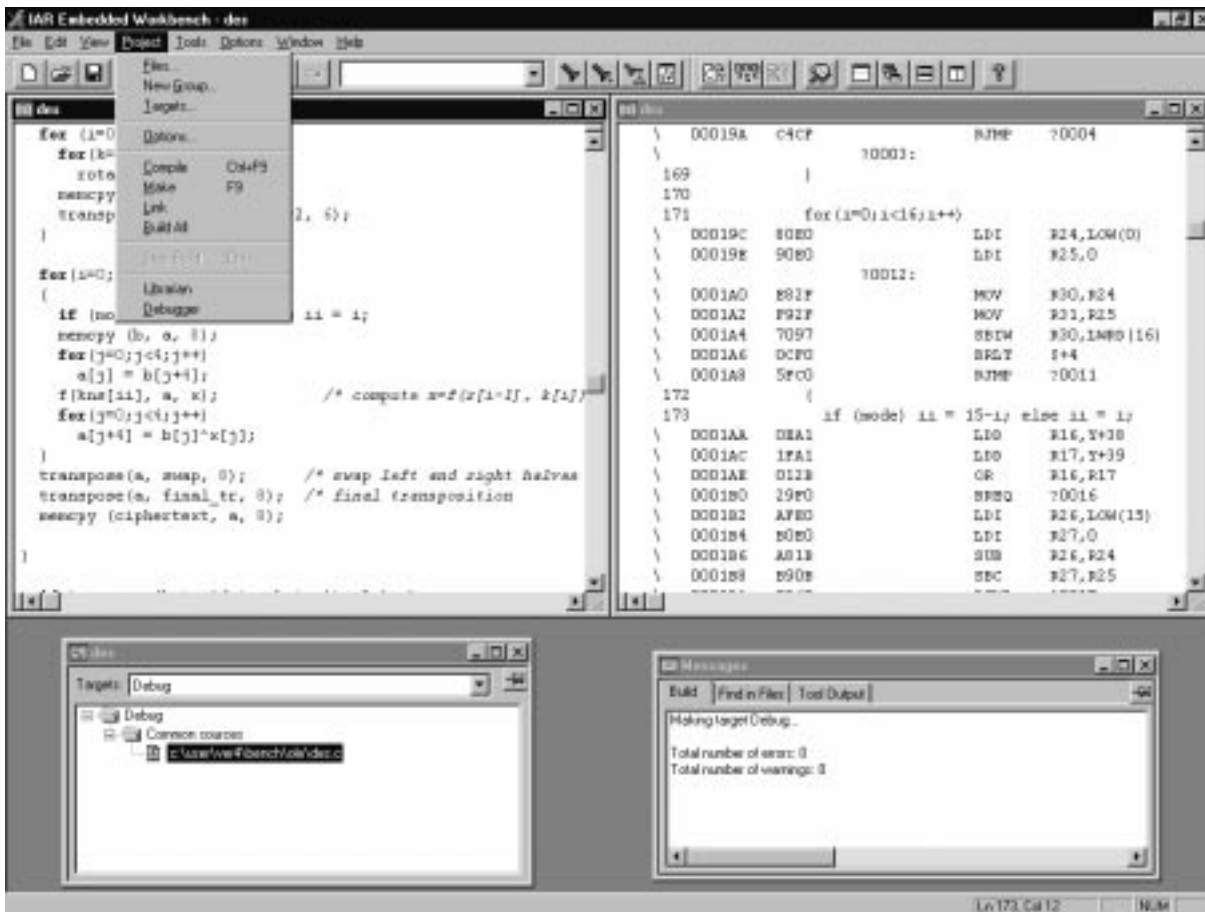 IAR Embedded Workbench - des
File Edit View Project Tools Options Window Help
Files...
New Group...
Targets...
Options...
Compile Ctrl+F9
Make F9
Link
Build All
Librarian
Debugger
des
for (i=0
for(k=
rota
memcpy
transp 2, 6);
}
for(i=0;
{
if (mo ii = i;
memcpy (b, a, 8);
for(j=0;j<4;j++)
a[j] = b[j+4];
f(kns[ii], a, x); /* compute x=f(r[i-1], k[i])
for(j=0;j<4;j++)
a[j+4] = b[j]^x[j];
}
transpose(a, swap, 8); /* swap left and right halves
transpose(a, final_tr, 8); /* final transposition
memcpy (ciphertext, a, 8);
}
des
\ 00019A C4CF RJMP ?0004
\ ?0003:
169 }
170
171 for(i=0;i<16;i++)
\ 00019C 80E0 LDI R24,LOW(0)
\ 00019E 90E0 LDI R25,0
\ ?0012:
\ 0001A0 E82F MOV R30,R24
\ 0001A2 F92F MOV R31,R25
\ 0001A4 7097 SBIW R30,LWRD(16)
\ 0001A6 0CF0 BRLT $+4
\ 0001A8 5FC0 RJMP ?0011
172 {
173 if (mode) ii = 15-i; else ii = i;
\ 0001AA 0EA1 LDD R16,Y+38
\ 0001AC 1FA1 LDD R17,Y+39
\ 0001AE 012B OR R16,R17
\ 0001B0 29F0 BREQ ?0016
\ 0001B2 AFE0 LDI R26,LOW(15)
\ 0001B4 B0E0 LDI R27,0
\ 0001B6 A81B SUB R26,R24
\ 0001B8 B90B SBC R27,R25
des
Targets: Debug
Debug
Common sources
Messages
Build Find in Files Tool Output
Making target Debug...
Total number of errors: 0
Total number of warnings: 0
Ln 173, Col 12 NUM